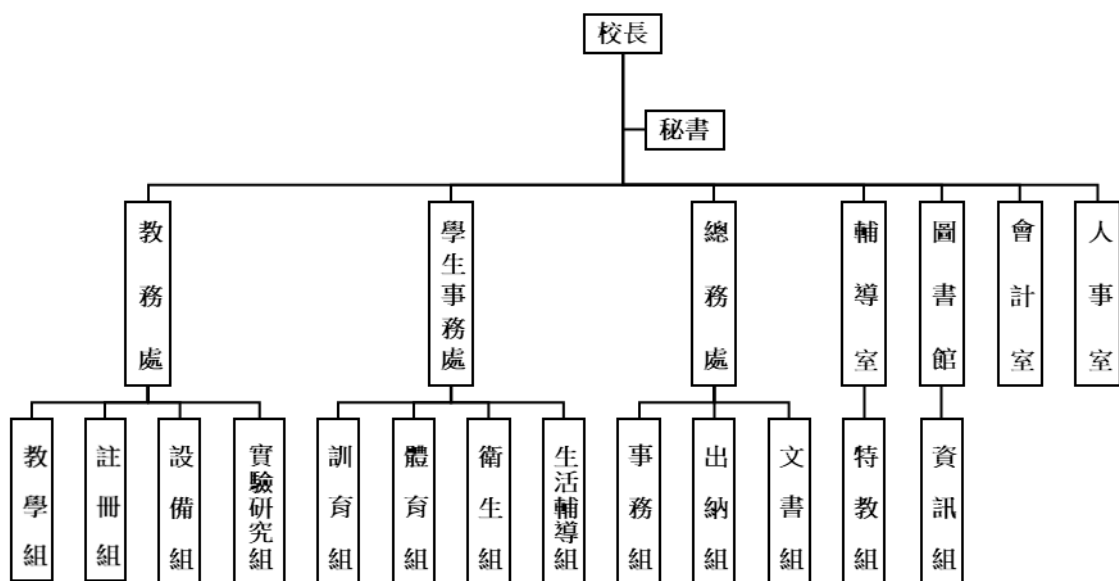 校長
秘書
教務處
學生事務處
總務處
輔導室
圖書館
會計室
人事室
教學組
註冊組
設備組
實驗研究組
訓育組
體育組
衛生組
生活輔導組
事務組
出納組
文書組
特教組
資訊組